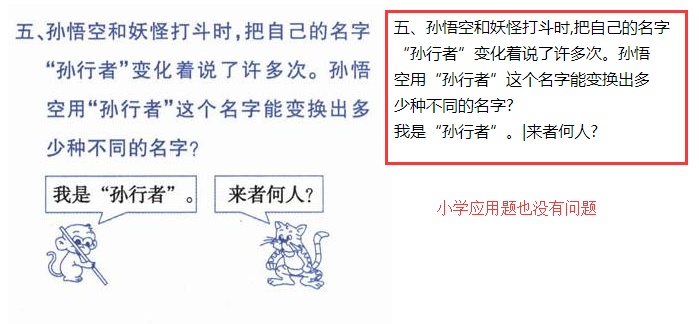 五、孙悟空和妖怪打斗时,把自己的名字
“孙行者”变化着说了许多次。孙悟
空用“孙行者”这个名字能变换出多
少种不同的名字?
我是“孙行者”。
来者何人?
五、孙悟空和妖怪打斗时,把自己的名字
“孙行者”变化着说了许多次。孙悟
空用“孙行者”这个名字能变换出多
少种不同的名字?
我是“孙行者”。|来者何人?
小学应用题也没有问题